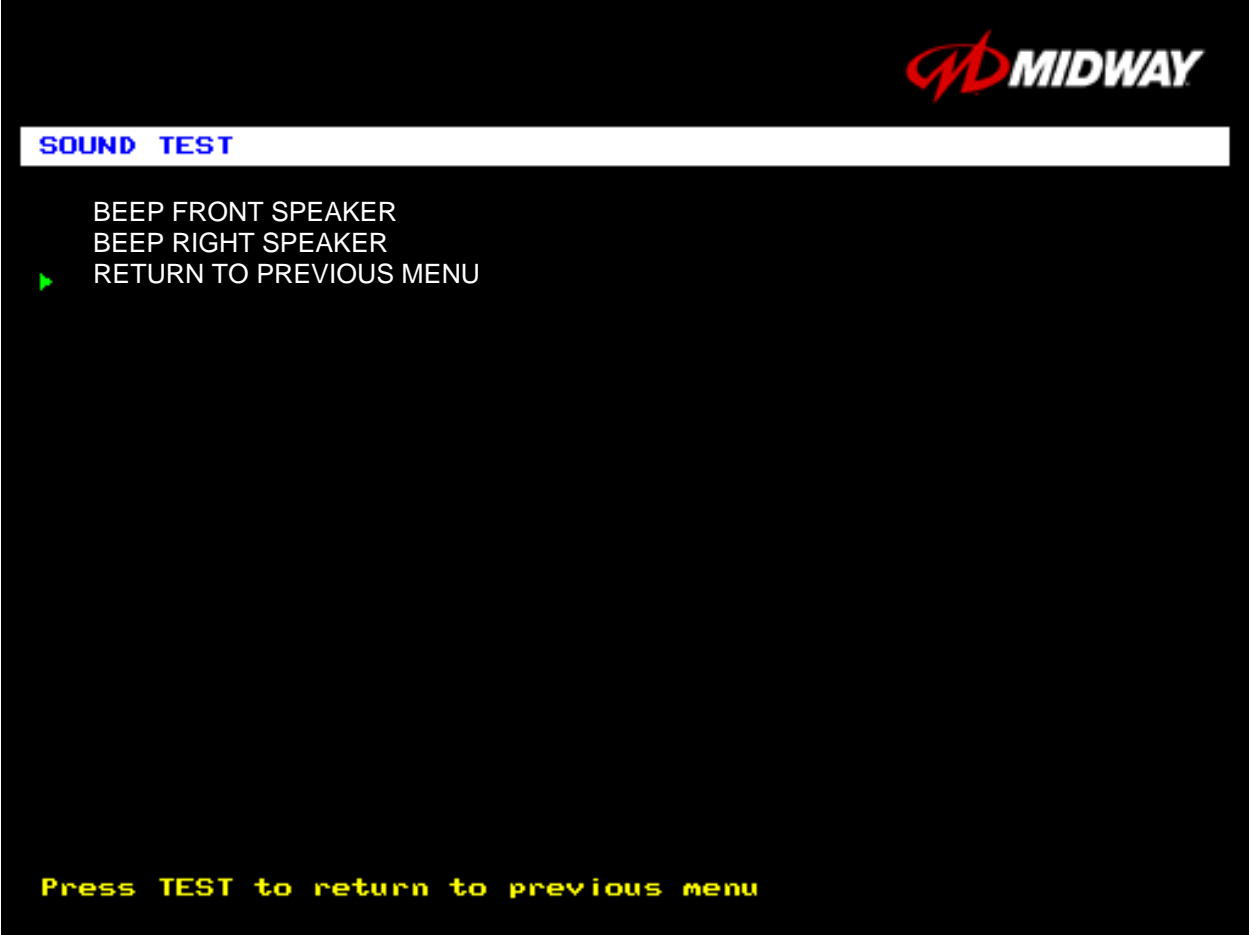 MIDWAY
SOUND TEST
BEEP FRONT SPEAKER
BEEP RIGHT SPEAKER
RETURN TO PREVIOUS MENU
Press TEST to return to previous menu